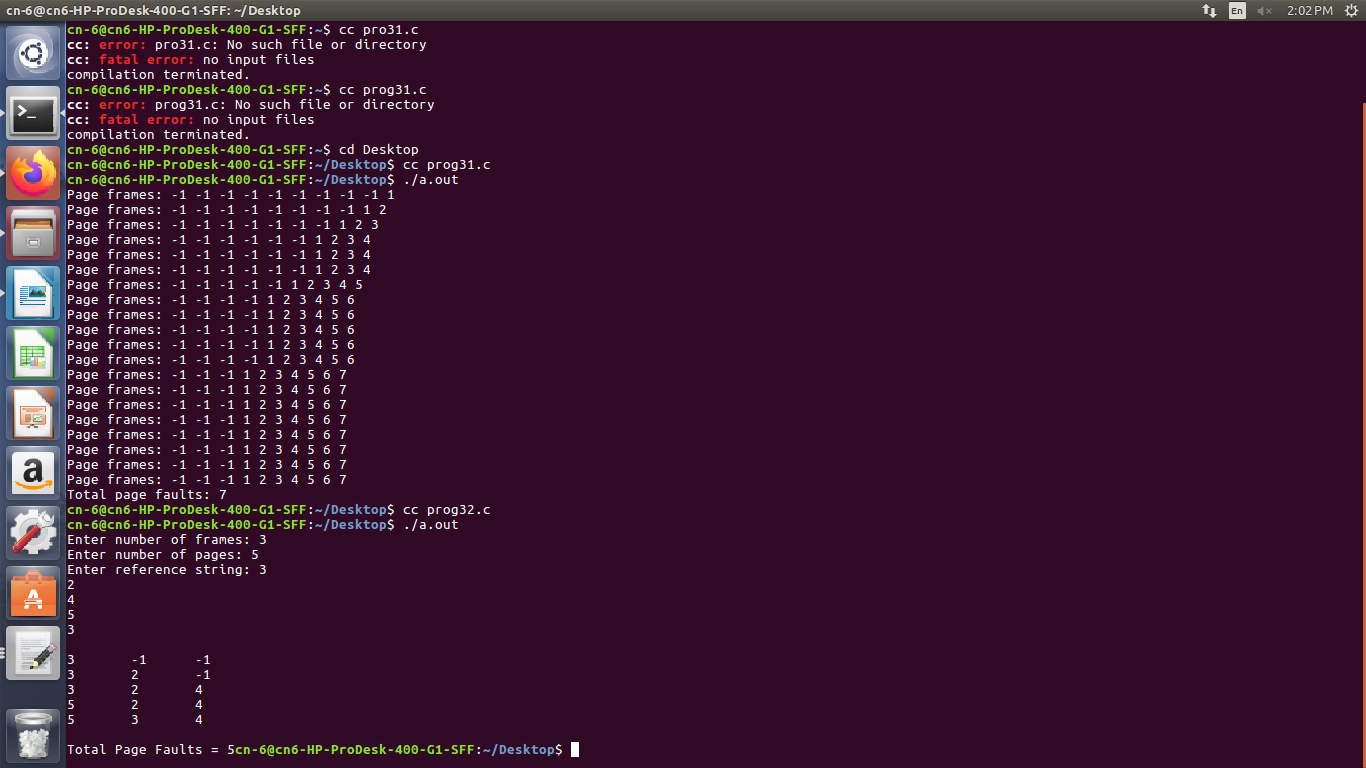 cn-6@cn6-HP-ProDesk-400-G1-SFF: ~/Desktop
En
2:02 PM
cn-6@cn6-HP-ProDesk-400-G1-SFF:~$ cc pro31.c
cc: error: pro31.c: No such file or directory
cc: fatal error: no input files
compilation terminated.
cn-6@cn6-HP-ProDesk-400-G1-SFF:~$ cc prog31.c
cc: error: prog31.c: No such file or directory
cc: fatal error: no input files
compilation terminated.
cn-6@cn6-HP-ProDesk-400-G1-SFF:~$ cd Desktop
cn-6@cn6-HP-ProDesk-400-G1-SFF:~/Desktop$ cc prog31.c
cn-6@cn6-HP-ProDesk-400-G1-SFF:~/Desktop$ ./a.out
Page frames: -1 -1 -1 -1 -1 -1 -1 -1 -1 1
Page frames: -1 -1 -1 -1 -1 -1 -1 -1 1 2
Page frames: -1 -1 -1 -1 -1 -1 -1 1 2 3
Page frames: -1 -1 -1 -1 -1 -1 1 2 3 4
Page frames: -1 -1 -1 -1 -1 -1 1 2 3 4
Page frames: -1 -1 -1 -1 -1 -1 1 2 3 4
Page frames: -1 -1 -1 -1 -1 1 2 3 4 5
Page frames: -1 -1 -1 -1 1 2 3 4 5 6
Page frames: -1 -1 -1 -1 1 2 3 4 5 6
Page frames: -1 -1 -1 -1 1 2 3 4 5 6
Page frames: -1 -1 -1 -1 1 2 3 4 5 6
Page frames: -1 -1 -1 -1 1 2 3 4 5 6
Page frames: -1 -1 -1 1 2 3 4 5 6 7
Page frames: -1 -1 -1 1 2 3 4 5 6 7
Page frames: -1 -1 -1 1 2 3 4 5 6 7
Page frames: -1 -1 -1 1 2 3 4 5 6 7
Page frames: -1 -1 -1 1 2 3 4 5 6 7
Page frames: -1 -1 -1 1 2 3 4 5 6 7
Page frames: -1 -1 -1 1 2 3 4 5 6 7
Page frames: -1 -1 -1 1 2 3 4 5 6 7
Total page faults: 7
cn-6@cn6-HP-ProDesk-400-G1-SFF:~/Desktop$ cc prog32.c
cn-6@cn6-HP-ProDesk-400-G1-SFF:~/Desktop$ ./a.out
Enter number of frames: 3
Enter number of pages: 5
Enter reference string: 3
2
4
5
3
3 -1 -1
3 2 -1
3 2 4
5 2 4
5 3 4
Total Page Faults = 5cn-6@cn6-HP-ProDesk-400-G1-SFF:~/Desktop$